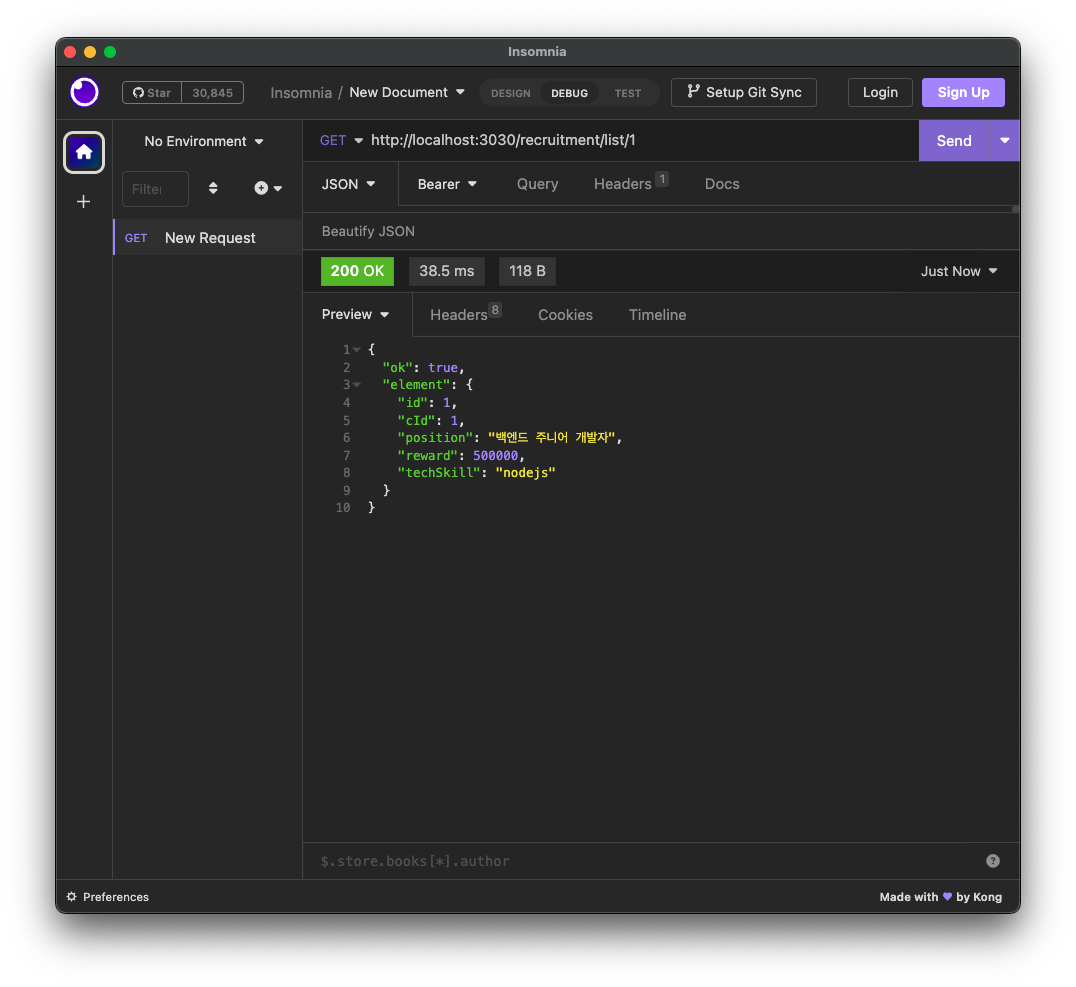 Insomnia
Star 30,845
Insomnia / New Document
DESIGN DEBUG TEST
Setup Git Sync
Login
Sign Up
No Environment
GET http://localhost:3030/recruitment/list/1
Send
JSON Bearer Query Headers 1 Docs
Filter
GET New Request
Beautify JSON
200 OK 38.5 ms 118 B Just Now
Preview Headers 8 Cookies Timeline
1 {
2 "ok": true,
3 "element": {
4 "id": 1,
5 "cId": 1,
6 "position": "백엔드 주니어 개발자",
7 "reward": 500000,
8 "techSkill": "nodejs"
9 }
10 }
$.store.books[*].author ?
Preferences
Made with ♥ by Kong